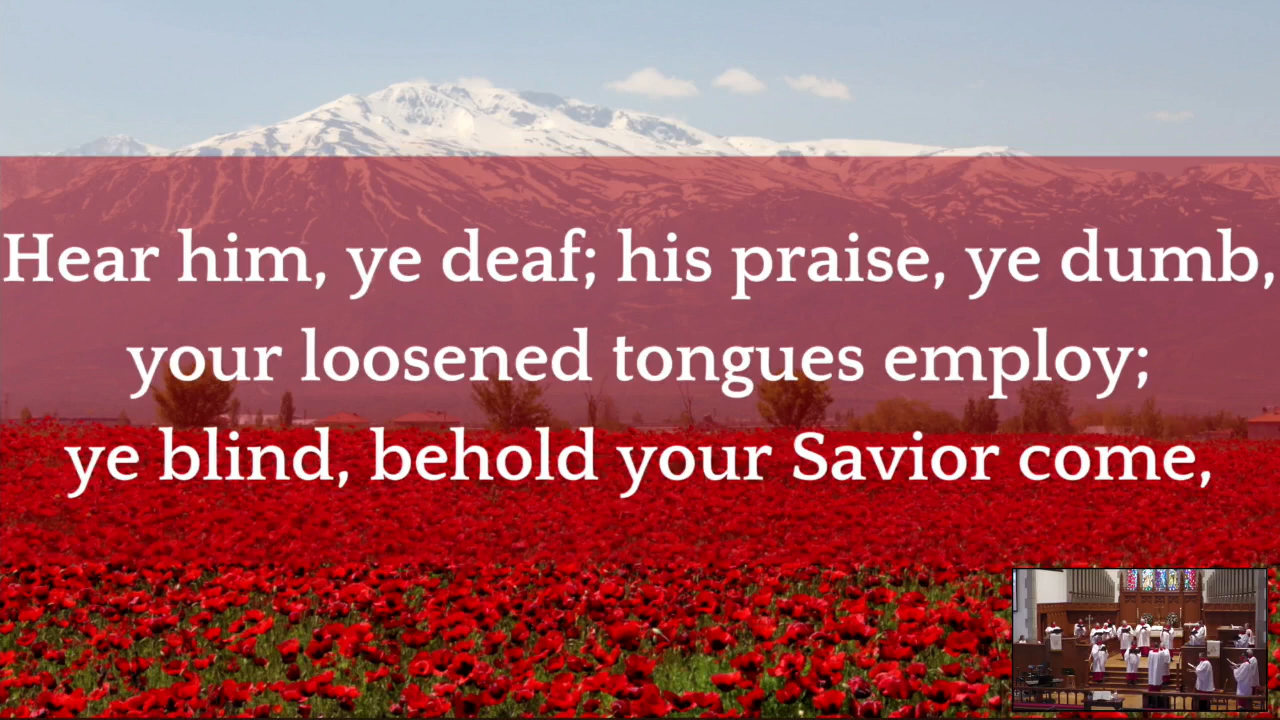 Hear him, ye deaf; his praise, ye dumb,
your loosened tongues employ;
ye blind, behold your Savior come,